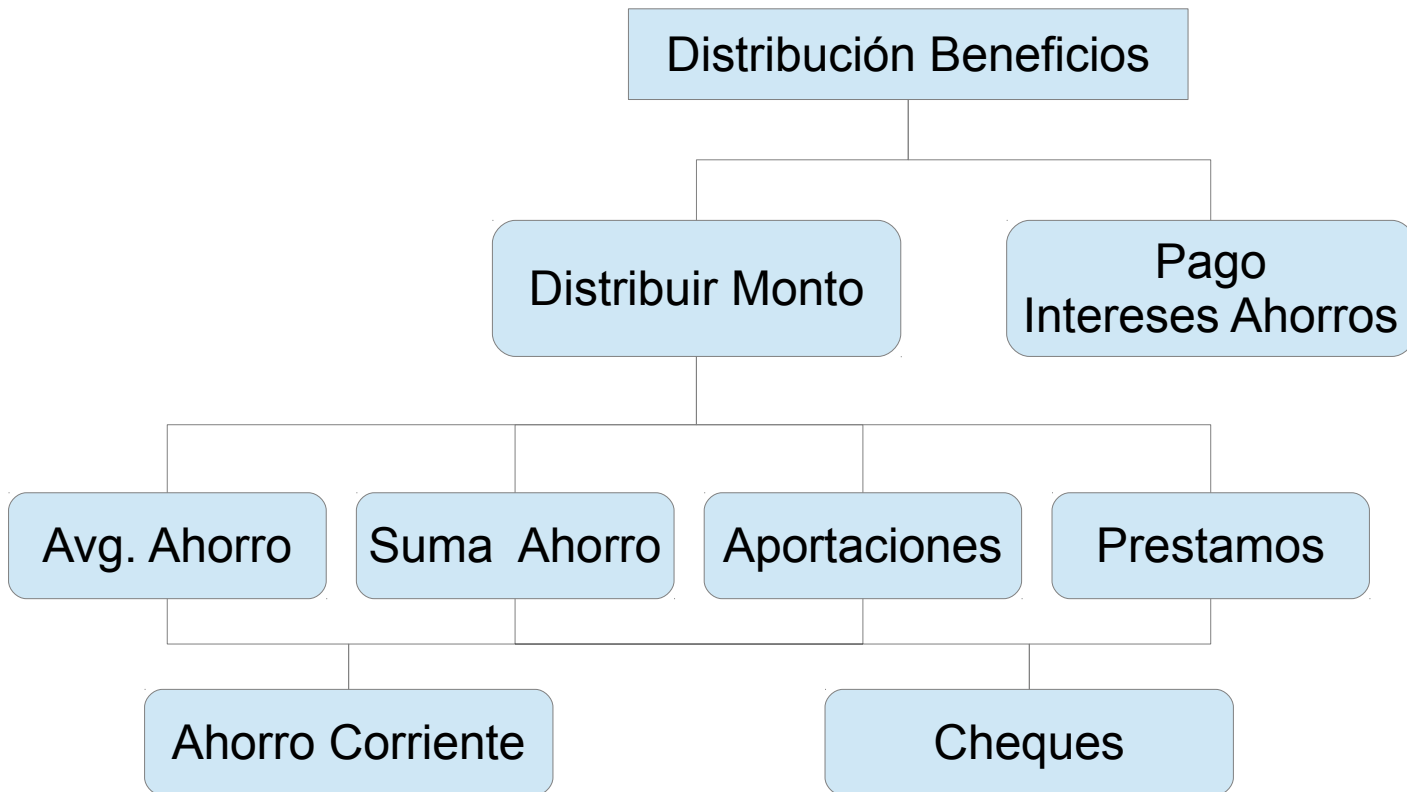 Distribución Beneficios
Distribuir Monto
Pago
Intereses Ahorros
Avg. Ahorro
Suma  Ahorro
Aportaciones
Prestamos
Ahorro Corriente
Cheques